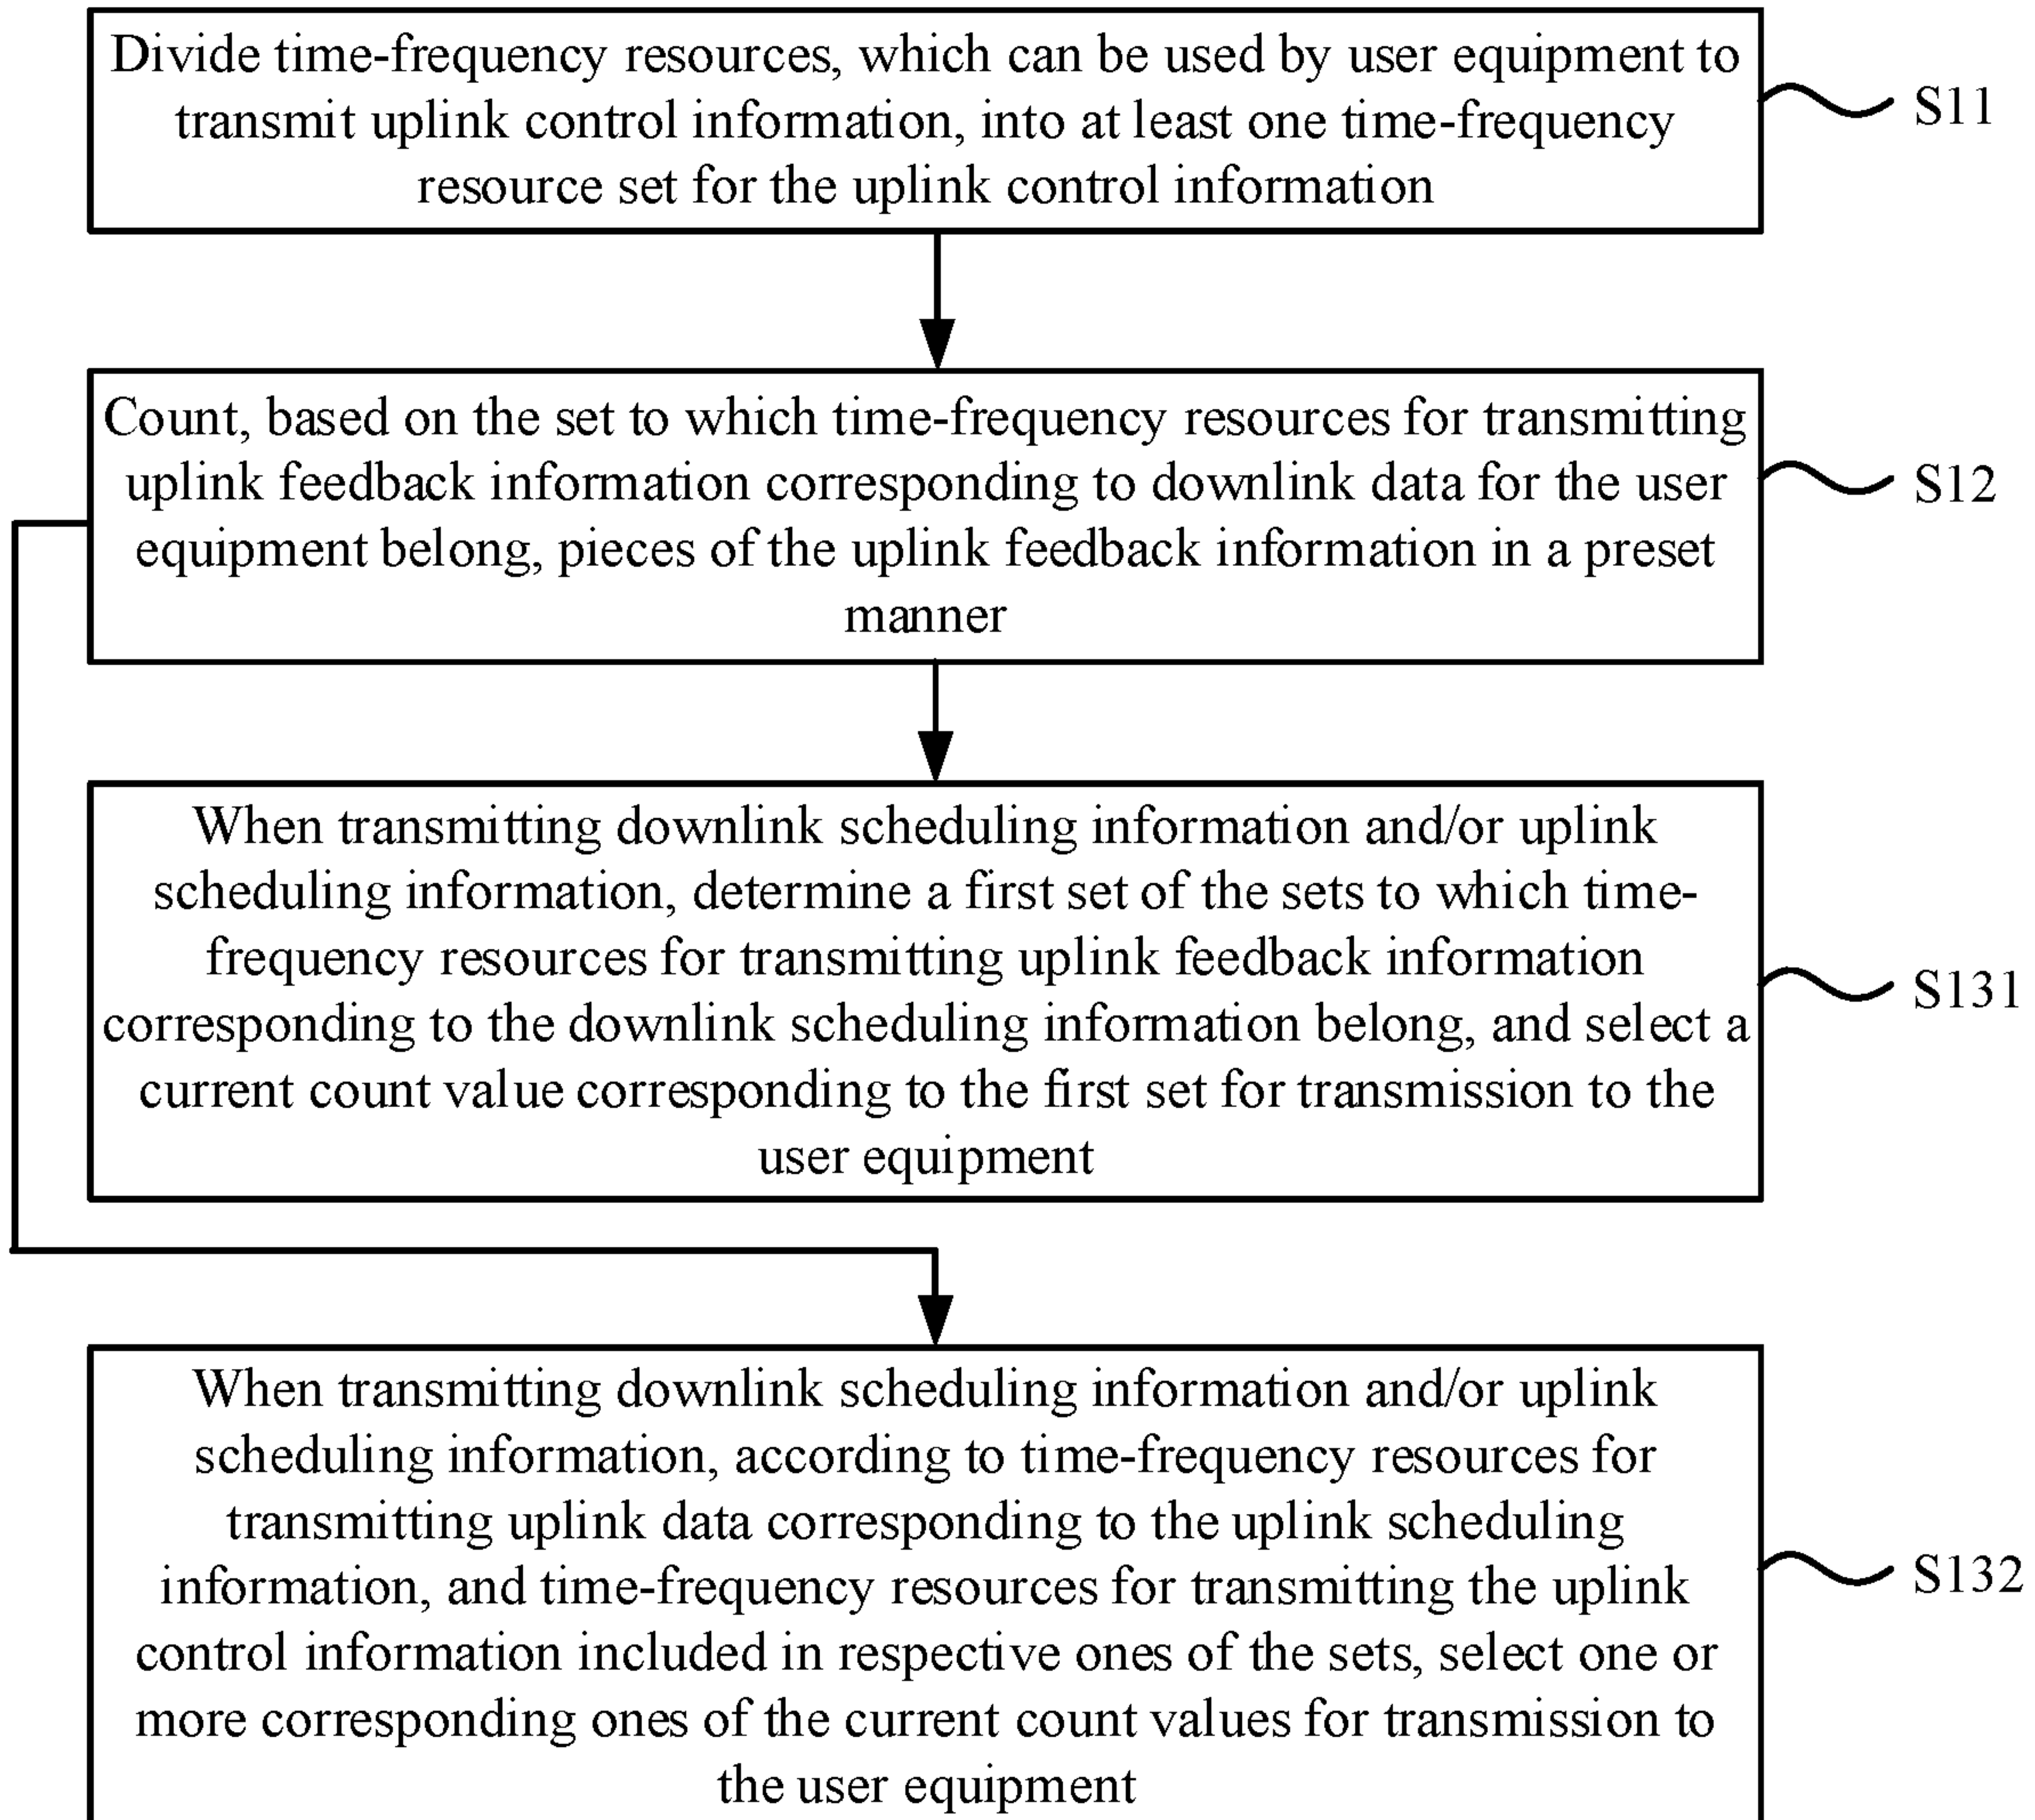 Divide time-frequency resources, which can be used by user equipment to
transmit uplink control information, into at least one time-frequency
resource set for the uplink control information
S11
Count, based on the set to which time-frequency resources for transmitting
uplink feedback information corresponding to downlink data for the user
equipment belong, pieces of the uplink feedback information in a preset
manner
S12
When transmitting downlink scheduling information and/or uplink
scheduling information, determine a first set of the sets to which time-
frequency resources for transmitting uplink feedback information
corresponding to the downlink scheduling information belong, and select a
current count value corresponding to the first set for transmission to the
user equipment
S131
When transmitting downlink scheduling information and/or uplink
scheduling information, according to time-frequency resources for
transmitting uplink data corresponding to the uplink scheduling
information, and time-frequency resources for transmitting the uplink
control information included in respective ones of the sets, select one or
more corresponding ones of the current count values for transmission to
the user equipment
S132